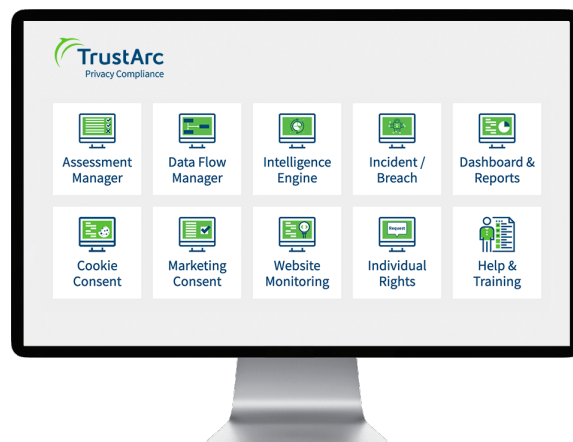 TrustArc
Privacy Compliance
Assessment
Manager
Data Flow
Manager
Intelligence
Engine
Incident /
Breach
Dashboard &
Reports
Cookie
Consent
Marketing
Consent
Website
Monitoring
Request
Individual
Rights
Help &
Training